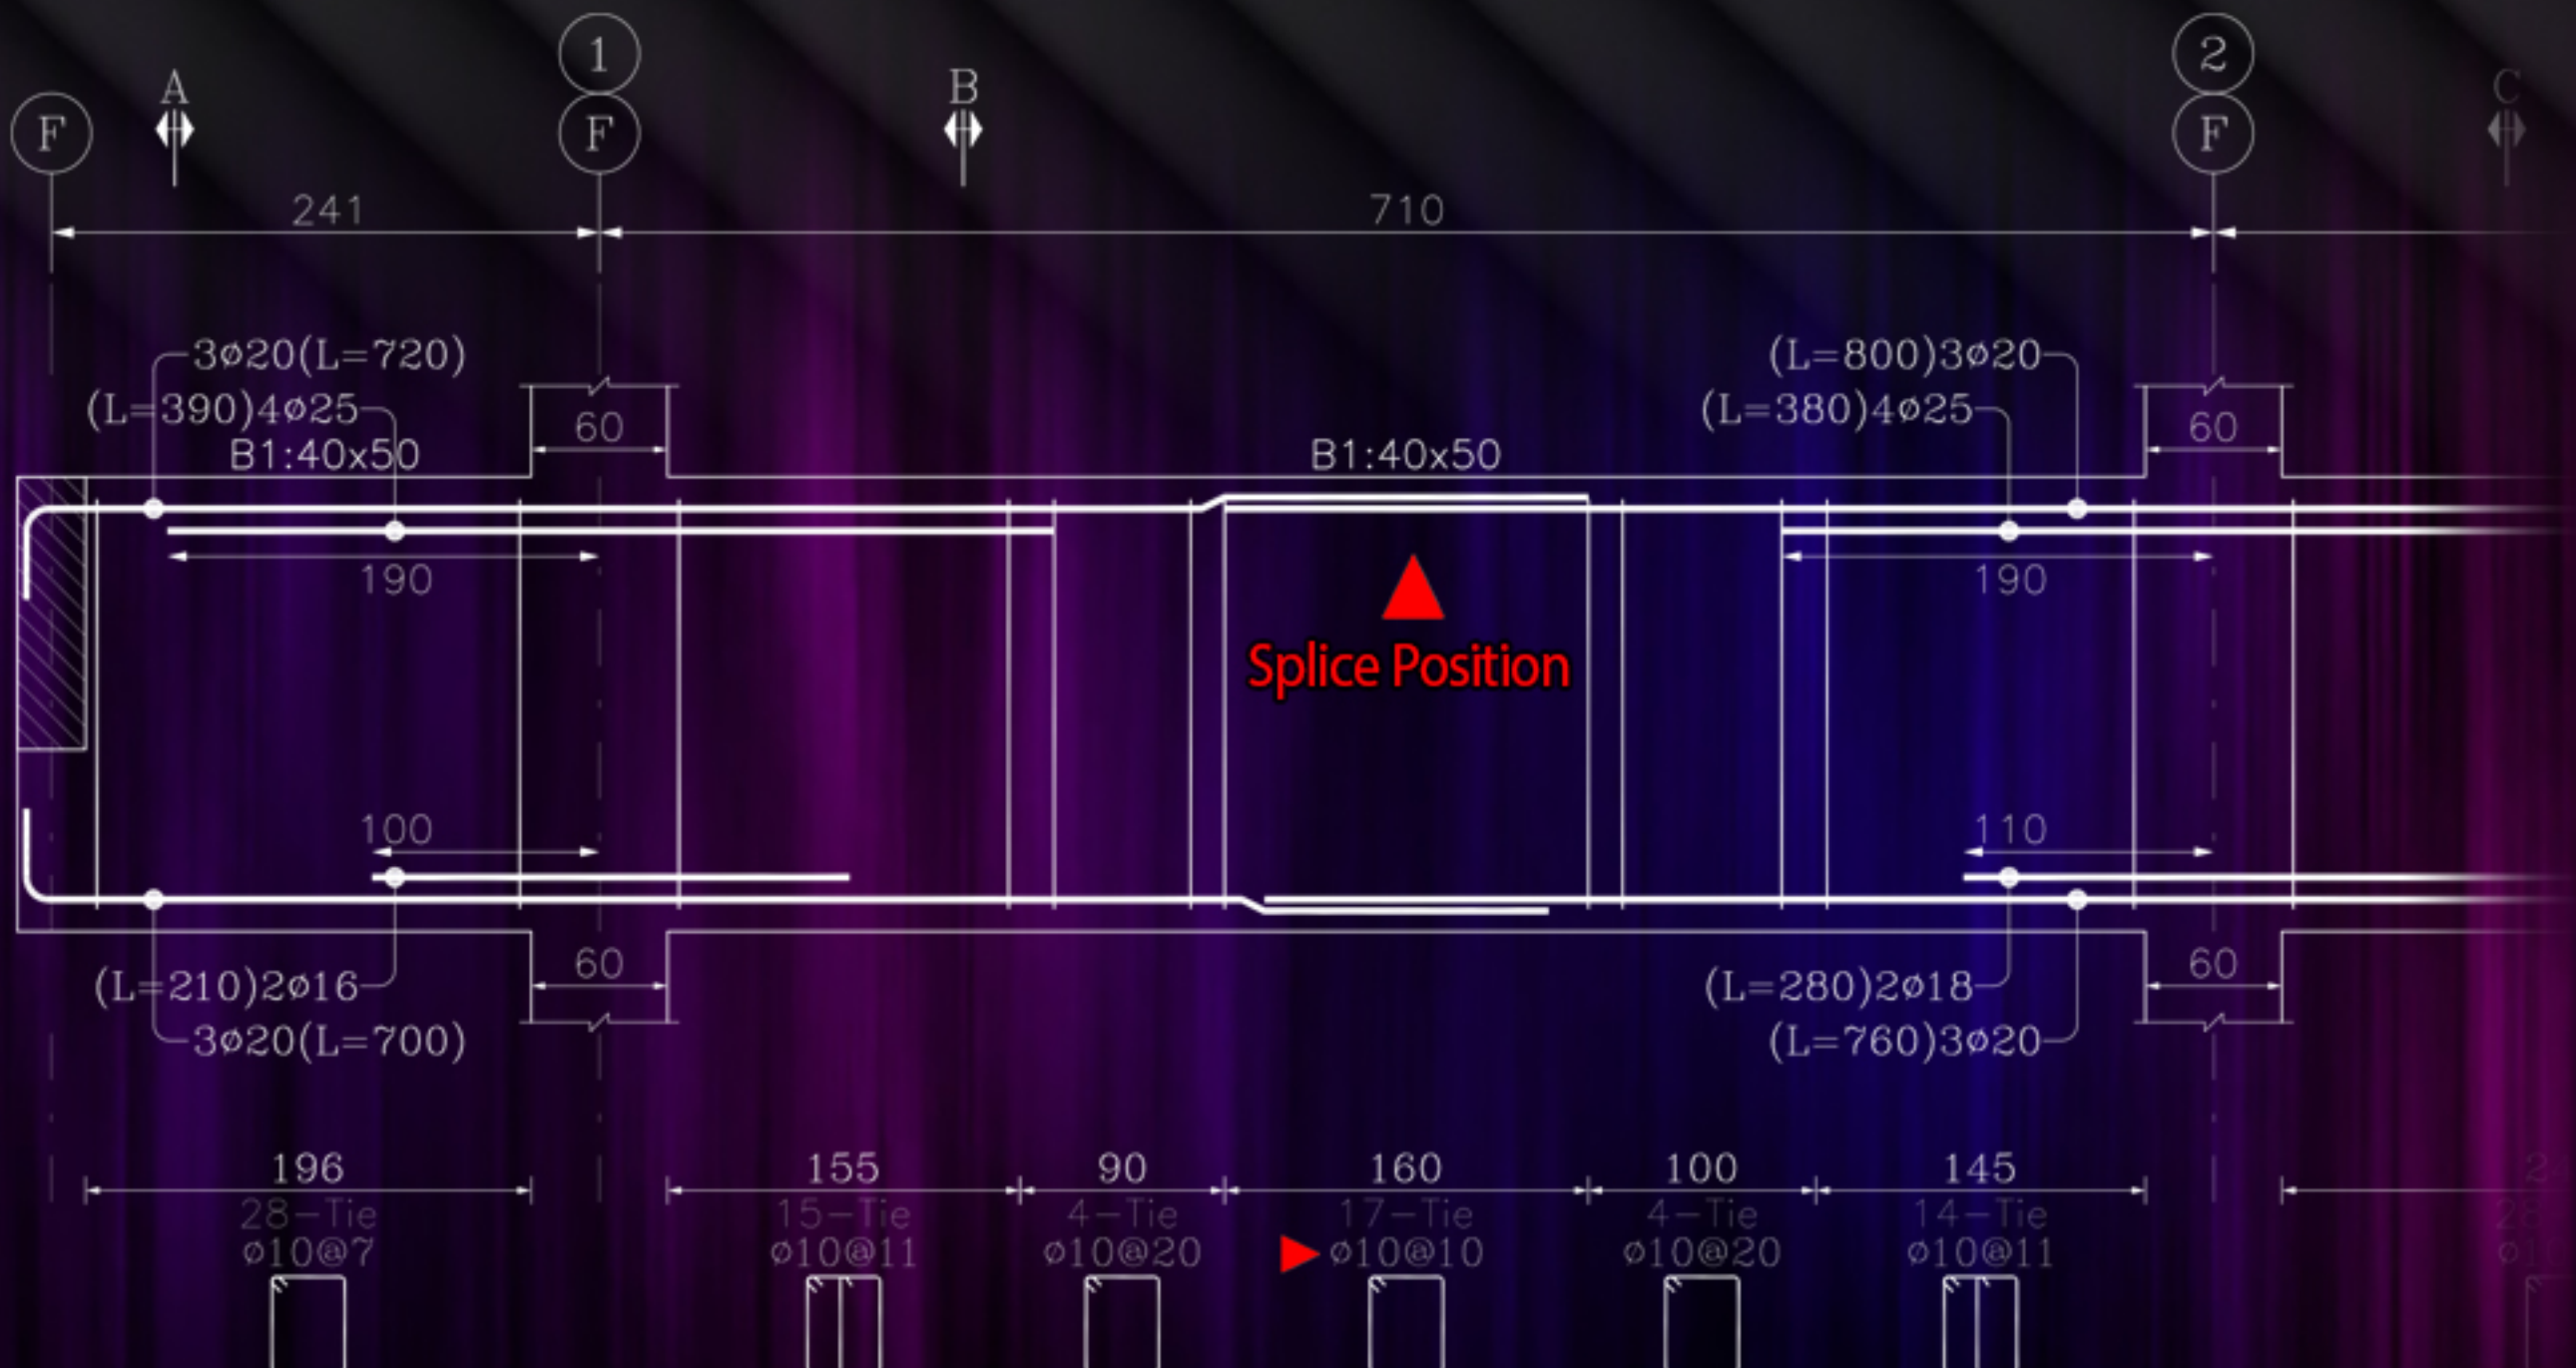 1
2
A
B
C
F
F
F
241
710
3ø20(L=720)
(L=800)3ø20
(L=390)4ø25
(L=380)4ø25
60
60
B1:40x50
B1:40x50
190
190
Splice Position
100
110
60
60
(L=210)2ø16
(L=280)2ø18
3ø20(L=700)
(L=760)3ø20
196
155
90
160
100
145
28-Tie
15-Tie
4-Tie
17-Tie
4-Tie
14-Tie
ø10@7
ø10@11
ø10@20
ø10@10
ø10@20
ø10@11